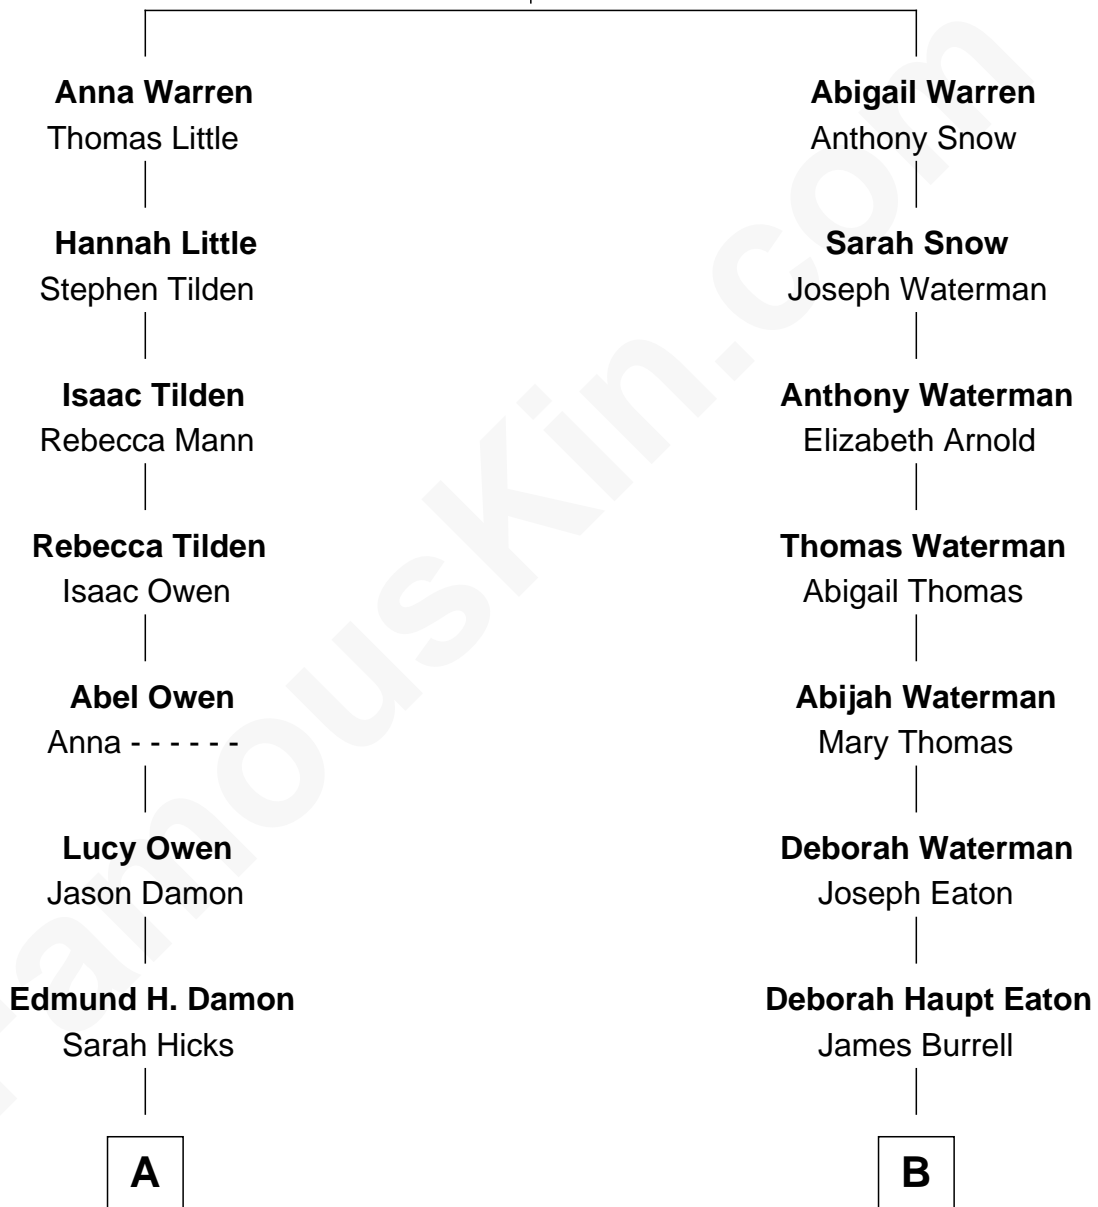 Anna Warren
Thomas Little
Hannah Little
Stephen Tilden
Isaac Tilden
Rebecca Mann
Rebecca Tilden
Isaac Owen
Abel Owen
Anna - - - - - -
Lucy Owen
Jason Damon
Edmund H. Damon
Sarah Hicks
A
Abigail Warren
Anthony Snow
Sarah Snow
Joseph Waterman
Anthony Waterman
Elizabeth Arnold
Thomas Waterman
Abigail Thomas
Abijah Waterman
Mary Thomas
Deborah Waterman
Joseph Eaton
Deborah Haupt Eaton
James Burrell
B
FamousKin.com